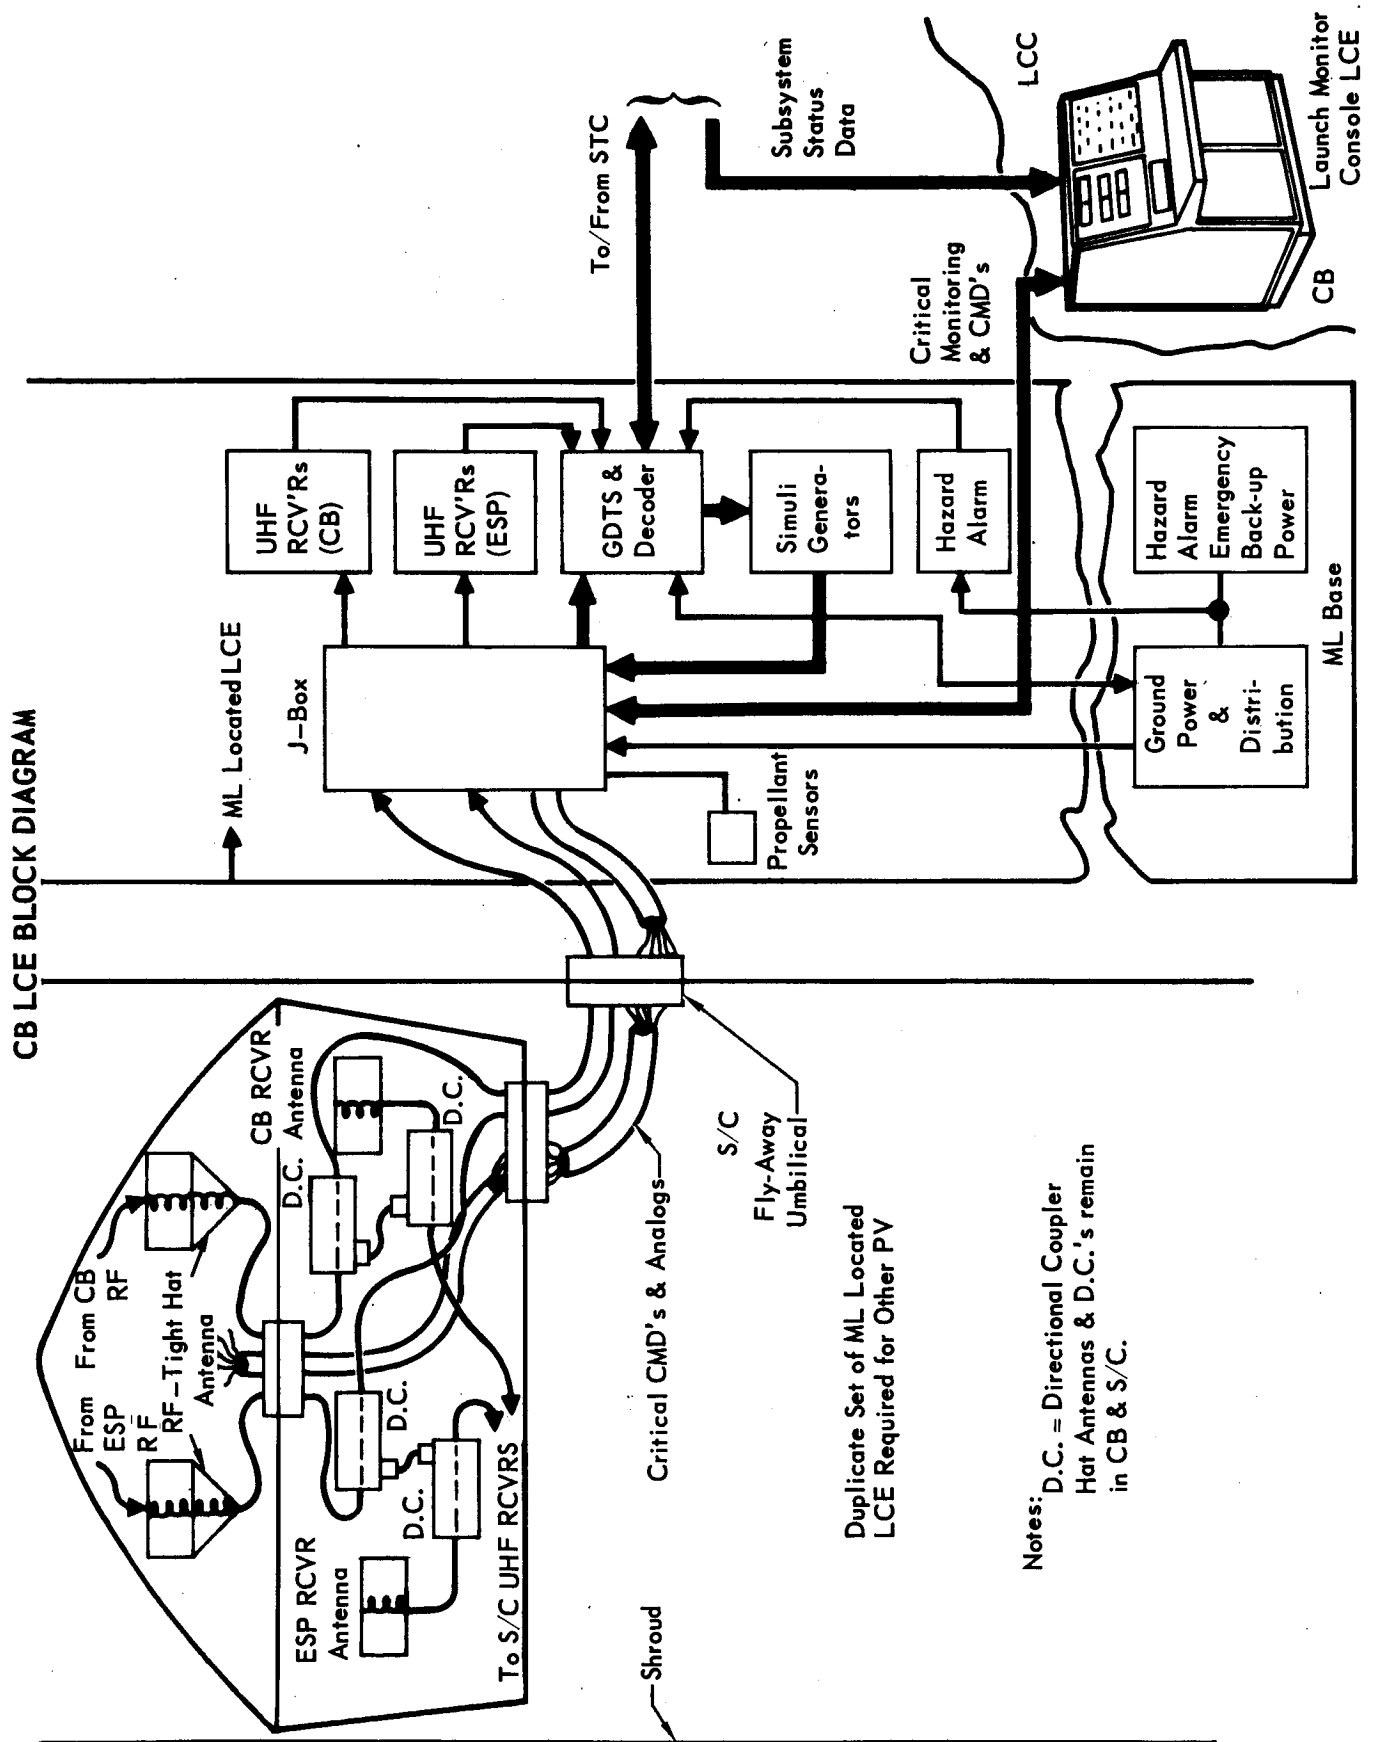 CB LCE BLOCK DIAGRAM
From CB
RF
From
ESP
RF
RF-Tight Hat
Antenna
CB RCVR
Antenna
D.C.
D.C.
D.C.
D.C.
ESP RCVR
Antenna
To S/C UHF RCVRS
Shroud
Critical CMD's & Analogs
S/C
Fly-Away
Umbilical
ML Located LCE
J-Box
Propellant
Sensors
UHF
RCV'Rs
(CB)
UHF
RCV'Rs
(ESP)
GDTS &
Decoder
Simuli
Genera-
tors
Hazard
Alarm
Ground
Power
&
Distri-
bution
Hazard
Alarm
Emergency
Back-up
Power
ML Base
To/From STC
Subsystem
Status
Data
Critical
Monitoring
& CMD's
LCC
CB
Launch Monitor
Console LCE
Duplicate Set of ML Located
LCE Required for Other PV
Notes:
D.C. = Directional Coupler
Hat Antennas & D.C.'s remain
in CB & S/C.